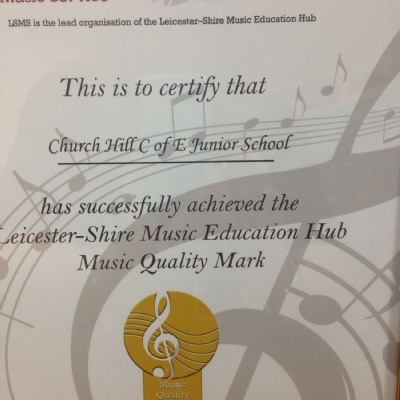 LSMS is the lead organisation of the Leicester-Shire Music Education Hub
This is to certify that
Church Hill C of E Junior School
has successfully achieved the
Leicester-Shire Music Education Hub
Music Quality Mark
Music
Quality